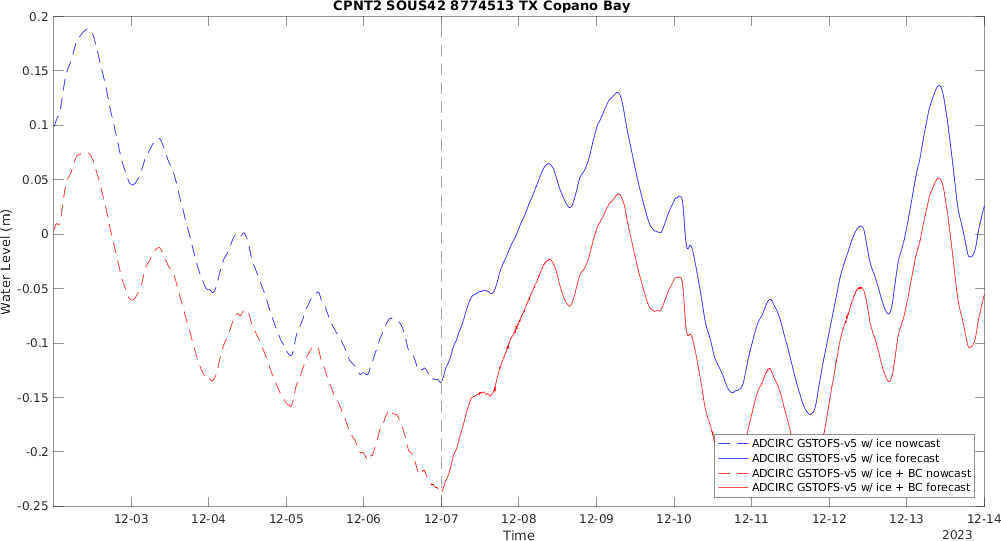 CPNT2 SOUS42 8774513 TX Copano Bay
0.2
0.15
0.1
0.05
0
-0.05
-0.1
-0.15
-0.2
-0.25
Water Level (m)
ADCIRC GSTOFS-v5 w/ ice nowcast
ADCIRC GSTOFS-v5 w/ ice forecast
ADCIRC GSTOFS-v5 w/ ice + BC nowcast
ADCIRC GSTOFS-v5 w/ ice + BC forecast
12-03 12-04 12-05 12-06 12-07 12-08 12-09 12-10 12-11 12-12 12-13 12-14
Time
2023